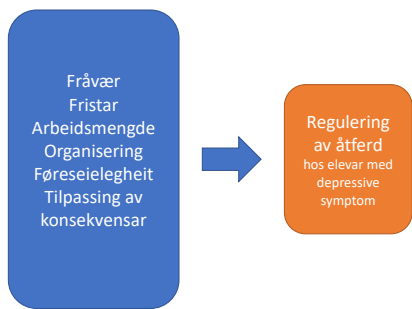 Fråvær
Fristar
Arbeidsmengde
Organisering
Føreseielegheit
Tilpassing av
konsekvensar
Regulering
av åtferd
hos elevar med
depressive
symptom